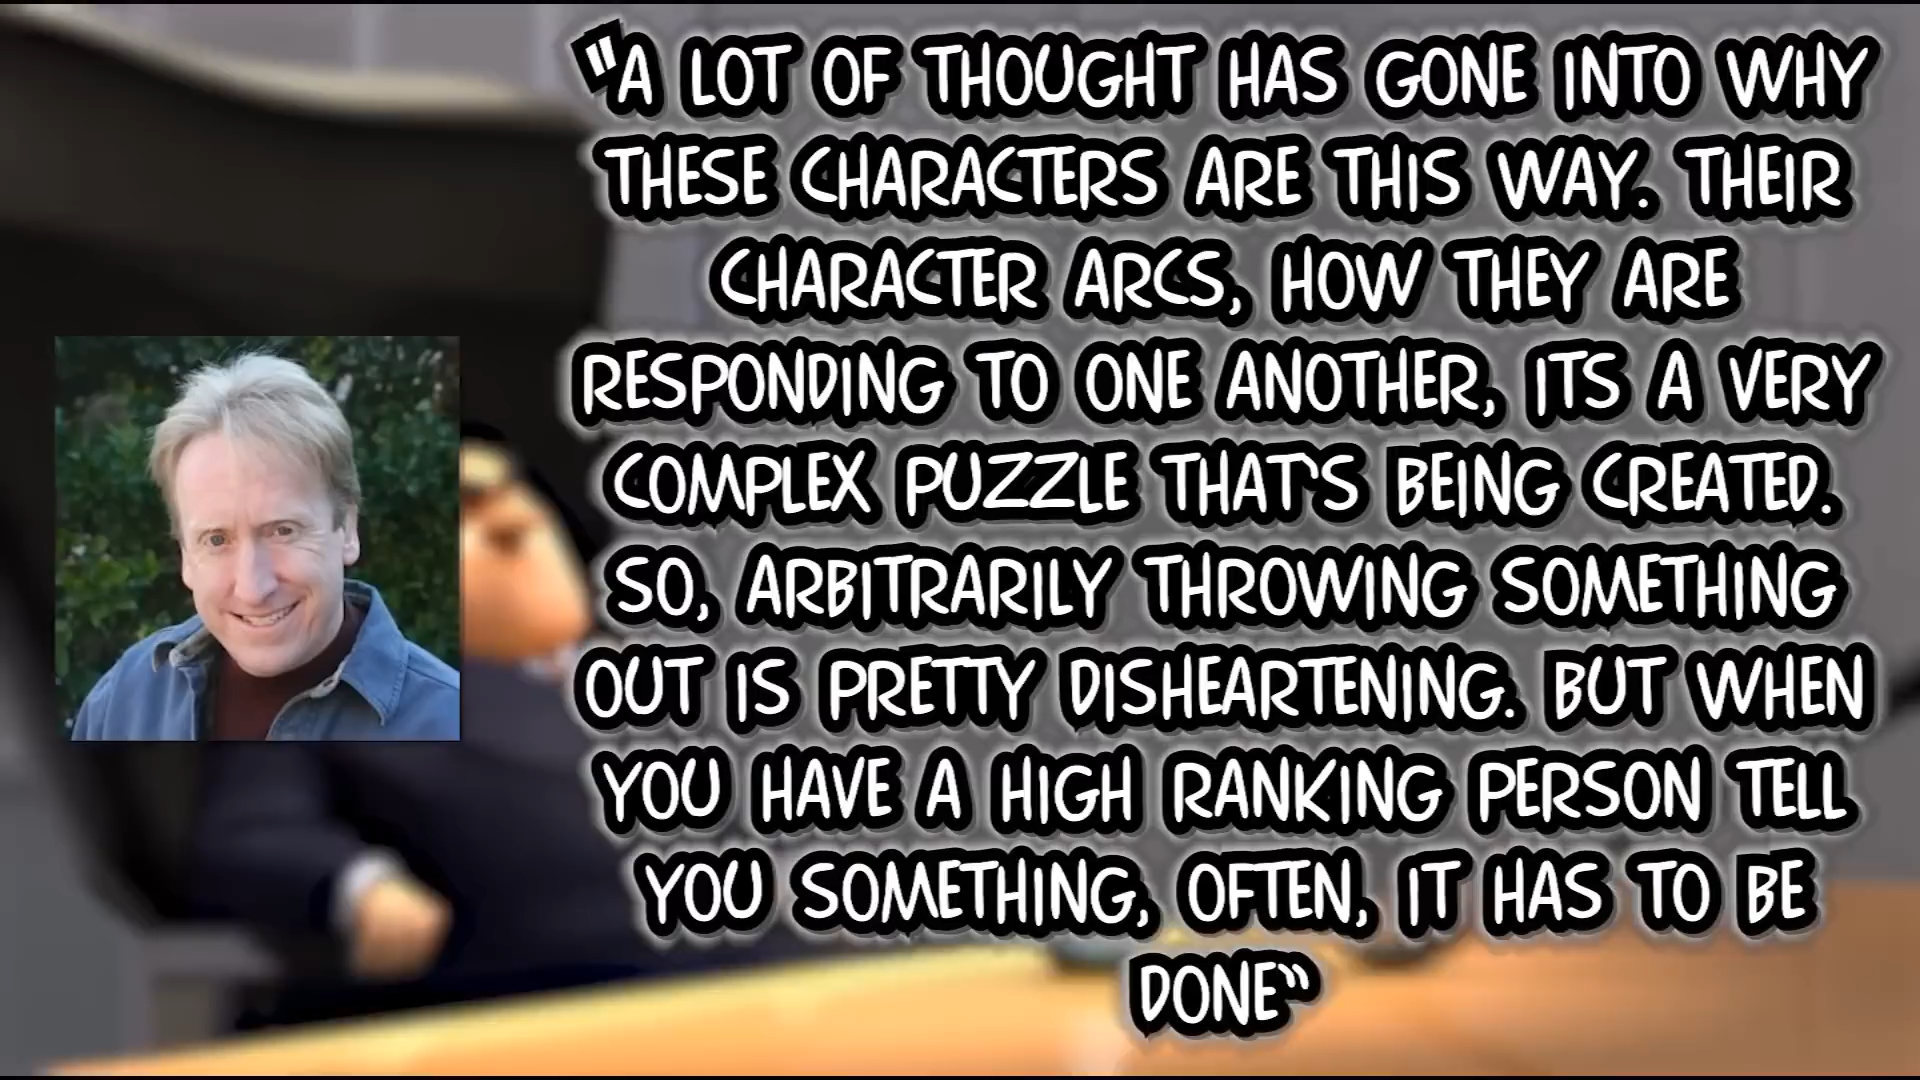 "A LOT OF THOUGHT HAS GONE INTO WHY
THESE CHARACTERS ARE THIS WAY. THEIR
CHARACTER ARCS, HOW THEY ARE
RESPONDING TO ONE ANOTHER, ITS A VERY
COMPLEX PUZZLE THAT'S BEING CREATED.
SO, ARBITRARILY THROWING SOMETHING
OUT IS PRETTY DISHEARTENING. BUT WHEN
YOU HAVE A HIGH RANKING PERSON TELL
YOU SOMETHING, OFTEN, IT HAS TO BE
DONE"